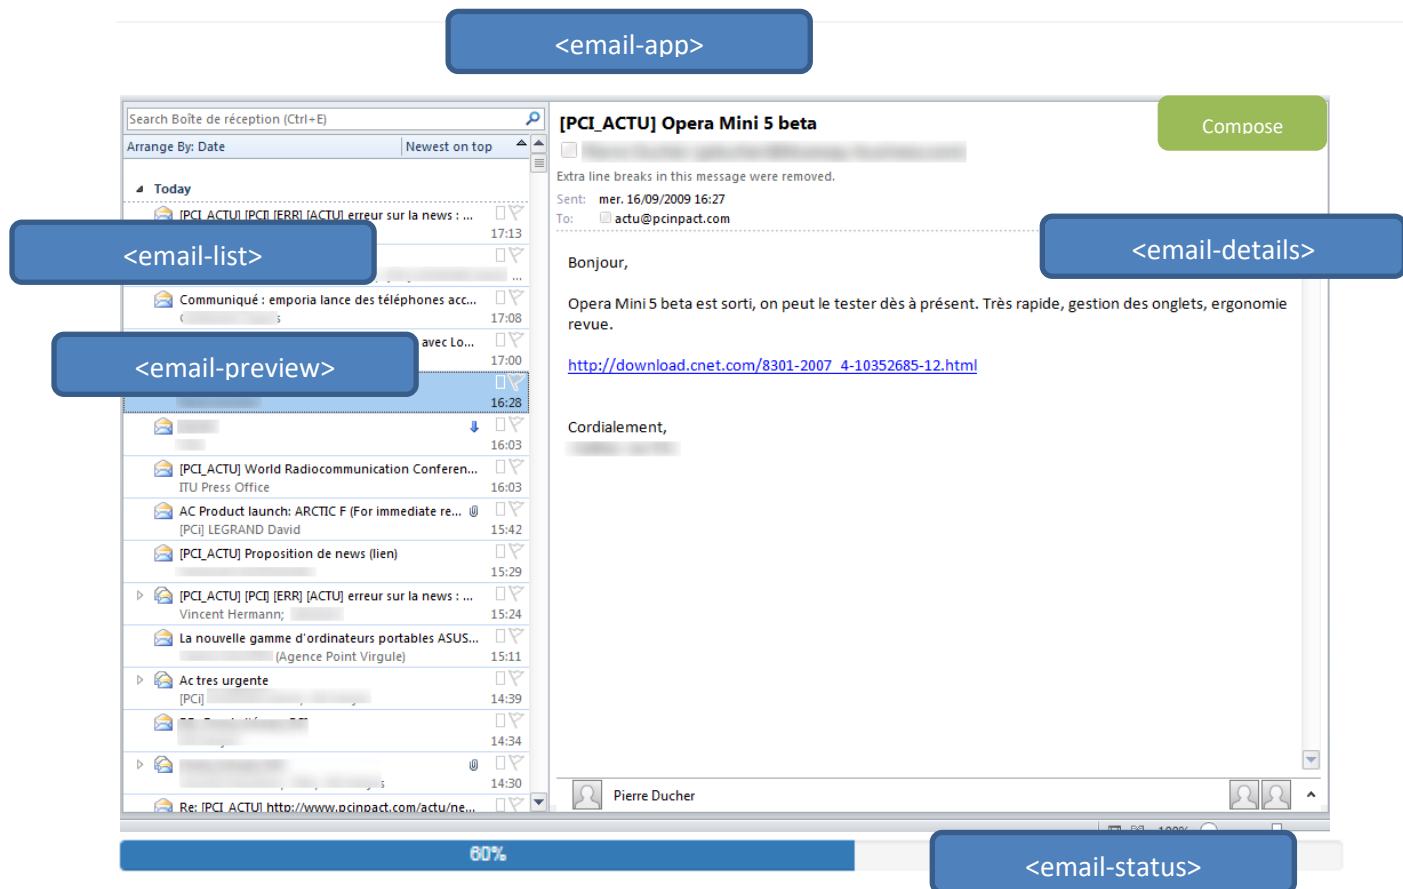 <email-app>
Search Boîte de réception (Ctrl+E)
Arrange By: Date
Newest on top
Today
[PCI_ACTU] [PCI] [ERR] [ACTU] erreur sur la news : ...
17:13
<email-list>
...
Communiqué : emporia lance des téléphones acc...
17:08
avec Lo...
17:00
<email-preview>
16:28
16:03
[PCI_ACTU] World Radiocommunication Conferen...
ITU Press Office
16:03
AC Product launch: ARCTIC F (For immediate re...
[PCi] LEGRAND David
15:42
[PCI_ACTU] Proposition de news (lien)
15:29
[PCI_ACTU] [PCI] [ERR] [ACTU] erreur sur la news : ...
Vincent Hermann;
15:24
La nouvelle gamme d'ordinateurs portables ASUS...
(Agence Point Virgule)
15:11
Ac tres urgente
[PCi]
14:39
14:34
14:30
Re: [PCI_ACTU] http://www.pcinpact.com/actu/ne...
[PCI_ACTU] Opera Mini 5 beta
Compose
Extra line breaks in this message were removed.
Sent: mer. 16/09/2009 16:27
To: actu@pcinpact.com
<email-details>
Bonjour,
Opera Mini 5 beta est sorti, on peut le tester dès à présent. Très rapide, gestion des onglets, ergonomie
revue.
http://download.cnet.com/8301-2007_4-10352685-12.html
Cordialement,
Pierre Ducher
100%
60%
<email-status>